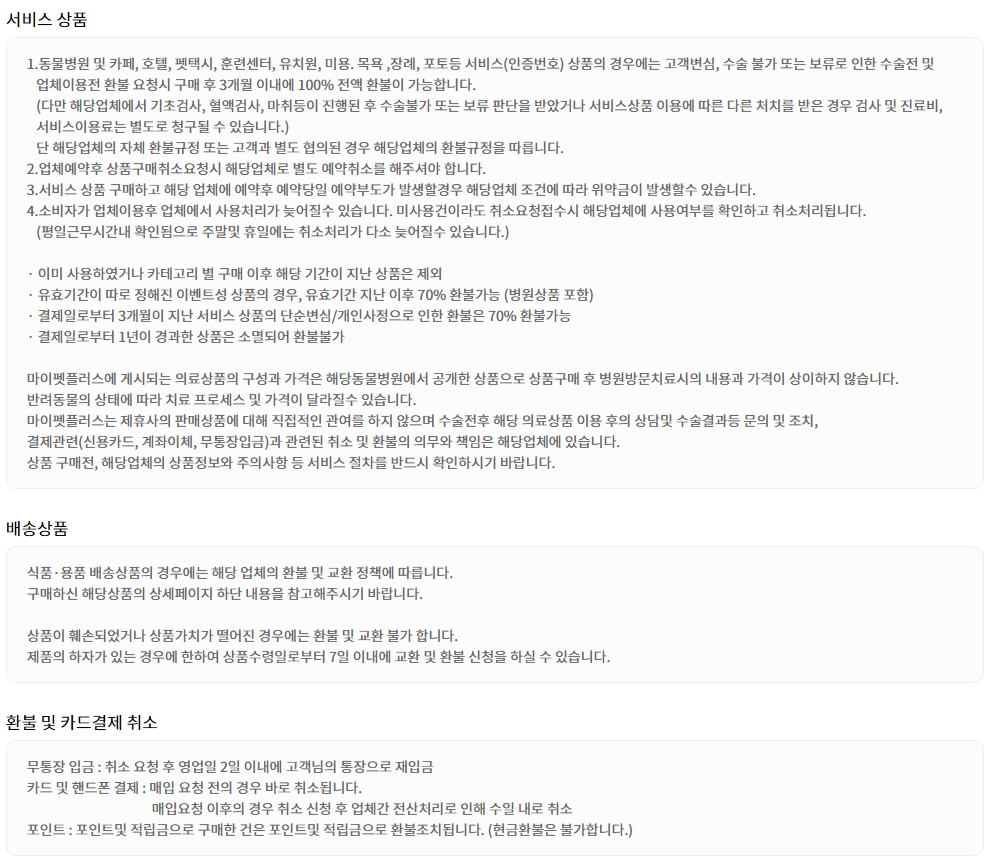 서비스 상품
1.동물병원 및 카페, 호텔, 펫택시, 훈련센터, 유치원, 미용. 목욕 ,장례, 포토등 서비스(인증번호) 상품의 경우에는 고객변심, 수술 불가 또는 보류로 인한 수술전 및
업체이용전 환불 요청시 구매 후 3개월 이내에 100% 전액 환불이 가능합니다.
(다만 해당업체에서 기초검사, 혈액검사, 마취등이 진행된 후 수술불가 또는 보류 판단을 받았거나 서비스상품 이용에 따른 다른 처치를 받은 경우 검사 및 진료비,
서비스이용료는 별도로 청구될 수 있습니다.)
단 해당업체의 자체 환불규정 또는 고객과 별도 협의된 경우 해당업체의 환불규정을 따릅니다.
2.업체예약후 상품구매취소요청시 해당업체로 별도 예약취소를 해주셔야 합니다.
3.서비스 상품 구매하고 해당 업체에 예약후 예약당일 예약부도가 발생할경우 해당업체 조건에 따라 위약금이 발생할수 있습니다.
4.소비자가 업체이용후 업체에서 사용처리가 늦어질수 있습니다. 미사용건이라도 취소요청접수시 해당업체에 사용여부를 확인하고 취소처리됩니다.
(평일근무시간내 확인됨으로 주말및 휴일에는 취소처리가 다소 늦어질수 있습니다.)
· 이미 사용하였거나 카테고리 별 구매 이후 해당 기간이 지난 상품은 제외
· 유효기간이 따로 정해진 이벤트성 상품의 경우, 유효기간 지난 이후 70% 환불가능 (병원상품 포함)
· 결제일로부터 3개월이 지난 서비스 상품의 단순변심/개인사정으로 인한 환불은 70% 환불가능
· 결제일로부터 1년이 경과한 상품은 소멸되어 환불불가
마이펫플러스에 게시되는 의료상품의 구성과 가격은 해당동물병원에서 공개한 상품으로 상품구매 후 병원방문치료시의 내용과 가격이 상이하지 않습니다.
반려동물의 상태에 따라 치료 프로세스 및 가격이 달라질수 있습니다.
마이펫플러스는 제휴사의 판매상품에 대해 직접적인 관여를 하지 않으며 수술전후 해당 의료상품 이용 후의 상담및 수술결과등 문의 및 조치,
결제관련(신용카드, 계좌이체, 무통장입금)과 관련된 취소 및 환불의 의무와 책임은 해당업체에 있습니다.
상품 구매전, 해당업체의 상품정보와 주의사항 등 서비스 절차를 반드시 확인하시기 바랍니다.
배송상품
식품·용품 배송상품의 경우에는 해당 업체의 환불 및 교환 정책에 따릅니다.
구매하신 해당상품의 상세페이지 하단 내용을 참고해주시기 바랍니다.
상품이 훼손되었거나 상품가치가 떨어진 경우에는 환불 및 교환 불가 합니다.
제품의 하자가 있는 경우에 한하여 상품수령일로부터 7일 이내에 교환 및 환불 신청을 하실 수 있습니다.
환불 및 카드결제 취소
무통장 입금 : 취소 요청 후 영업일 2일 이내에 고객님의 통장으로 재입금
카드 및 핸드폰 결제 : 매입 요청 전의 경우 바로 취소됩니다.
매입요청 이후의 경우 취소 신청 후 업체간 전산처리로 인해 수일 내로 취소
포인트 : 포인트및 적립금으로 구매한 건은 포인트및 적립금으로 환불조치됩니다. (현금환불은 불가합니다.)